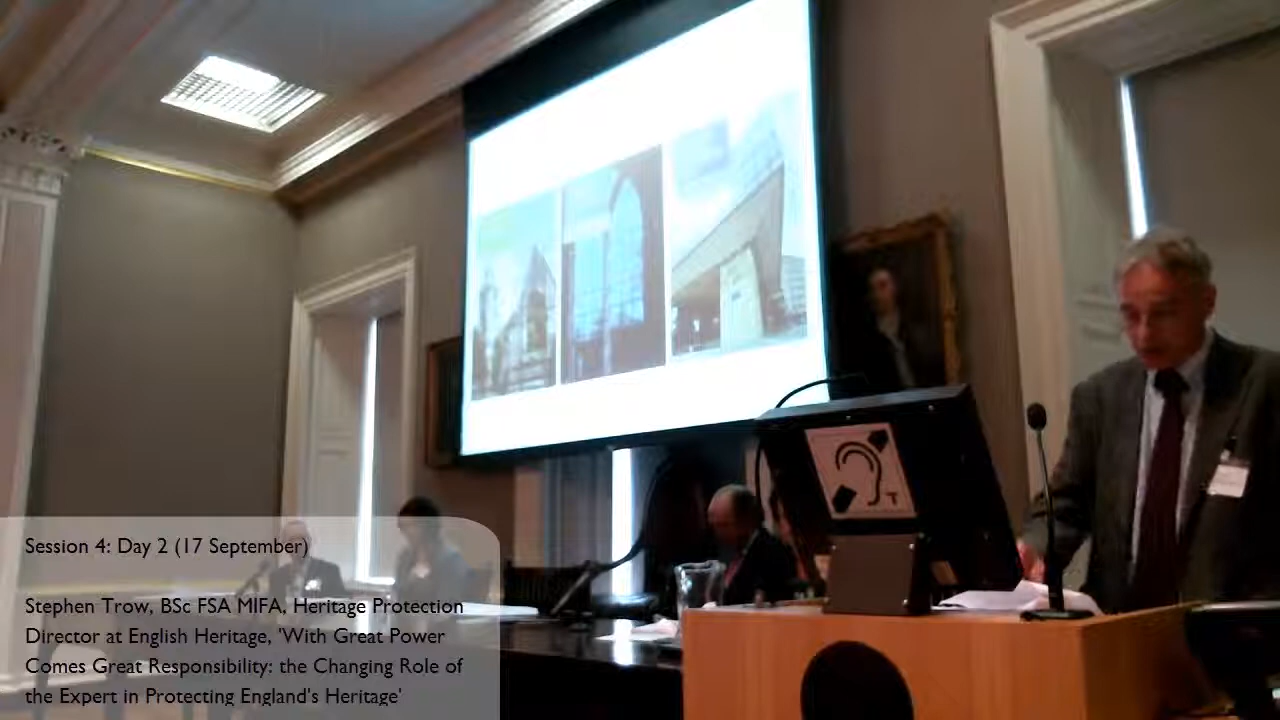 Session 4: Day 2 (17 September)
Stephen Trow, BSc FSA MIFA, Heritage Protection
Director at English Heritage, 'With Great Power
Comes Great Responsibility: the Changing Role of
the Expert in Protecting England's Heritage'
T